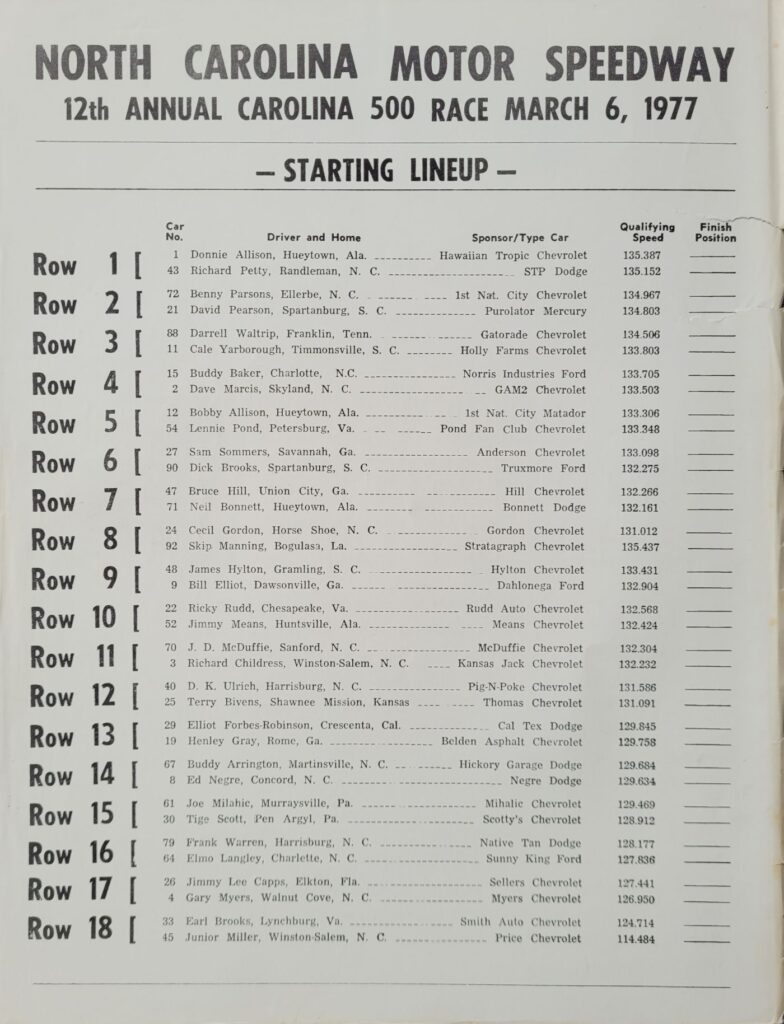 NORTH CAROLINA MOTOR SPEEDWAY
12th ANNUAL CAROLINA 500 RACE MARCH 6, 1977
— STARTING LINEUP —
Car No. Driver and Home Sponsor/Type Car Qualifying Speed Finish Position
Row 1 [
1 Donnie Allison, Hueytown, Ala. Hawaiian Tropic Chevrolet 135.387
43 Richard Petty, Randleman, N. C. STP Dodge 135.152
Row 2 [
72 Benny Parsons, Ellerbe, N. C. 1st Nat. City Chevrolet 134.967
21 David Pearson, Spartanburg, S. C. Purolator Mercury 134.803
Row 3 [
88 Darrell Waltrip, Franklin, Tenn. Gatorade Chevrolet 134.506
11 Cale Yarborough, Timmonsville, S. C. Holly Farms Chevrolet 133.803
Row 4 [
15 Buddy Baker, Charlotte, N.C. Norris Industries Ford 133.705
2 Dave Marcis, Skyland, N. C. GAM2 Chevrolet 133.503
Row 5 [
12 Bobby Allison, Hueytown, Ala. 1st Nat. City Matador 133.306
54 Lennie Pond, Petersburg, Va. Pond Fan Club Chevrolet 133.348
Row 6 [
27 Sam Sommers, Savannah, Ga. Anderson Chevrolet 133.098
90 Dick Brooks, Spartanburg, S. C. Truxmore Ford 132.275
Row 7 [
47 Bruce Hill, Union City, Ga. Hill Chevrolet 132.266
71 Neil Bonnett, Hueytown, Ala. Bonnett Dodge 132.161
Row 8 [
24 Cecil Gordon, Horse Shoe, N. C. Gordon Chevrolet 131.012
92 Skip Manning, Bogulasa, La. Stratagraph Chevrolet 135.437
Row 9 [
48 James Hylton, Gramling, S. C. Hylton Chevrolet 133.431
9 Bill Elliot, Dawsonville, Ga. Dahlonega Ford 132.904
Row 10 [
22 Ricky Rudd, Chesapeake, Va. Rudd Auto Chevrolet 132.568
52 Jimmy Means, Huntsville, Ala. Means Chevrolet 132.424
Row 11 [
70 J. D. McDuffie, Sanford, N. C. McDuffie Chevrolet 132.304
3 Richard Childress, Winston-Salem, N. C. Kansas Jack Chevrolet 132.232
Row 12 [
40 D. K. Ulrich, Harrisburg, N. C. Pig-N-Poke Chevrolet 131.586
25 Terry Bivens, Shawnee Mission, Kansas Thomas Chevrolet 131.091
Row 13 [
29 Elliot Forbes-Robinson, Crescenta, Cal. Cal Tex Dodge 129.845
19 Henley Gray, Rome, Ga. Belden Asphalt Chevrolet 129.758
Row 14 [
67 Buddy Arrington, Martinsville, N. C. Hickory Garage Dodge 129.684
8 Ed Negre, Concord, N. C. Negre Dodge 129.634
Row 15 [
61 Joe Milahic, Murraysville, Pa. Mihalic Chevrolet 129.469
30 Tige Scott, Pen Argyl, Pa. Scotty's Chevrolet 128.912
Row 16 [
79 Frank Warren, Harrisburg, N. C. Native Tan Dodge 128.177
64 Elmo Langley, Charlotte, N. C. Sunny King Ford 127.836
Row 17 [
26 Jimmy Lee Capps, Elkton, Fla. Sellers Chevrolet 127.441
4 Gary Myers, Walnut Cove, N. C. Myers Chevrolet 126.950
Row 18 [
33 Earl Brooks, Lynchburg, Va. Smith Auto Chevrolet 124.714
45 Junior Miller, Winston-Salem, N. C. Price Chevrolet 114.484